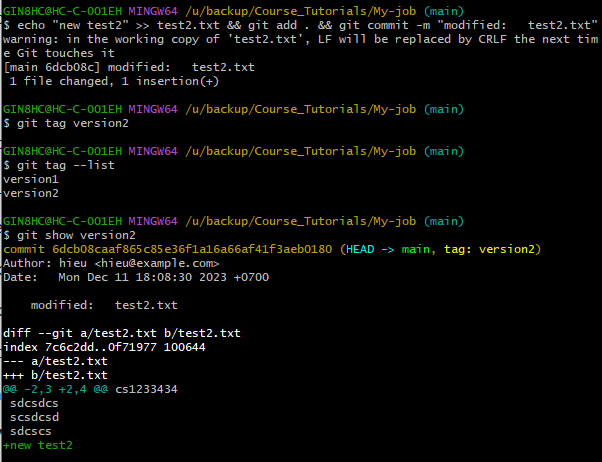 GIN8HC@HC-C-001EH MINGW64 /u/backup/Course_Tutorials/My-job (main)
$ echo "new test2" >> test2.txt && git add . && git commit -m "modified:   test2.txt"
warning: in the working copy of 'test2.txt', LF will be replaced by CRLF the next tim
e Git touches it
[main 6dcb08c] modified:   test2.txt
 1 file changed, 1 insertion(+)
GIN8HC@HC-C-001EH MINGW64 /u/backup/Course_Tutorials/My-job (main)
$ git tag version2
GIN8HC@HC-C-001EH MINGW64 /u/backup/Course_Tutorials/My-job (main)
$ git tag --list
version1
version2
GIN8HC@HC-C-001EH MINGW64 /u/backup/Course_Tutorials/My-job (main)
$ git show version2
commit 6dcb08caaf865c85e36f1a16a66af41f3aeb0180 (HEAD -> main, tag: version2)
Author: hieu <hieu@example.com>
Date:   Mon Dec 11 18:08:30 2023 +0700
    modified:   test2.txt
diff --git a/test2.txt b/test2.txt
index 7c6c2dd..0f71977 100644
--- a/test2.txt
+++ b/test2.txt
@@ -2,3 +2,4 @@ cs1233434
 sdcsdcs
 scsdcsd
 sdcscs
+new test2